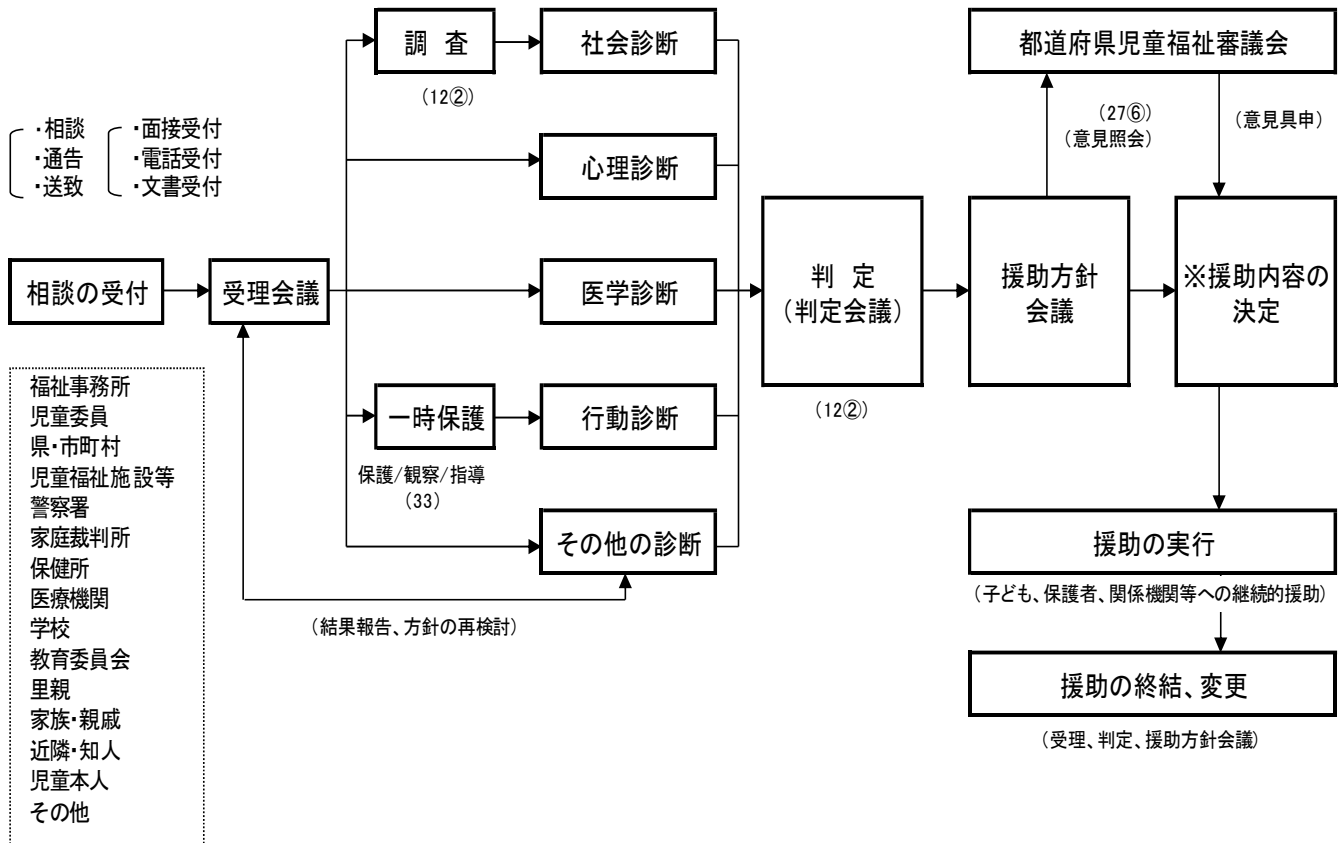 調 査
社会診断
都道府県児童福祉審議会
(12②)
(27⑥)
(意見照会)
(意見具申)
・相談
・通告
・送致
・面接受付
・電話受付
・文書受付
心理診断
相談の受付
受理会議
医学診断
判 定
(判定会議)
(12②)
援助方針
会議
※援助内容の
決定
一時保護
行動診断
保護/観察/指導
(33)
その他の診断
(結果報告、方針の再検討)
援助の実行
(子ども、保護者、関係機関等への継続的援助)
援助の終結、変更
(受理、判定、援助方針会議)
福祉事務所
児童委員
県・市町村
児童福祉施設等
警察署
家庭裁判所
保健所
医療機関
学校
教育委員会
里親
家族・親戚
近隣・知人
児童本人
その他